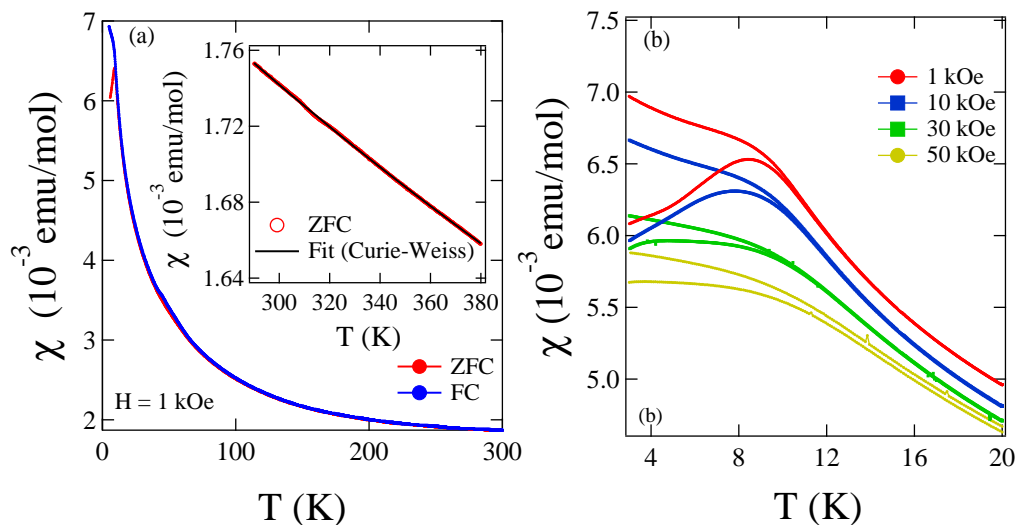 (a)
χ (10⁻³ emu/mol)
7
6
5
4
3
2
0
100
200
300
T (K)
H = 1 kOe
ZFC
FC
χ (10⁻³ emu/mol)
1.76
1.72
1.68
1.64
300
320
340
360
380
T (K)
ZFC
Fit (Curie-Weiss)
(b)
χ (10⁻³ emu/mol)
7.5
7.0
6.5
6.0
5.5
5.0
4
8
12
16
20
T (K)
1 kOe
10 kOe
30 kOe
50 kOe
(b)